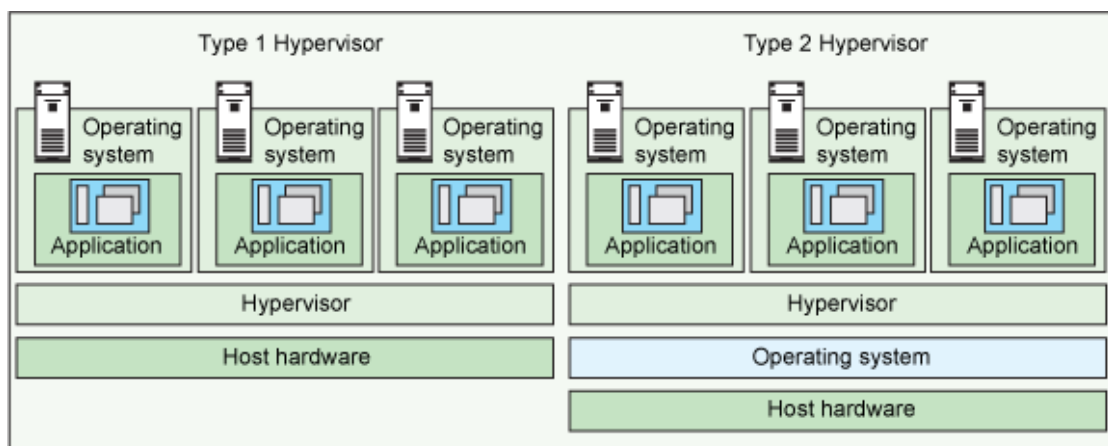 Type 1 Hypervisor
Operating
system
Application
Operating
system
Application
Operating
system
Application
Hypervisor
Host hardware
Type 2 Hypervisor
Operating
system
Application
Operating
system
Application
Operating
system
Application
Hypervisor
Operating system
Host hardware